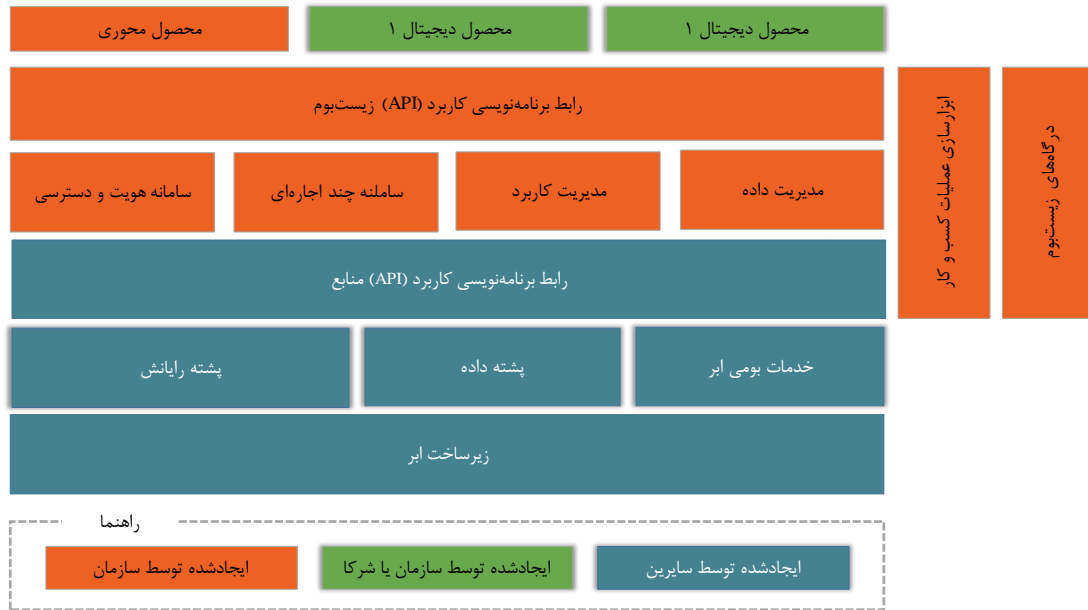 محصول دیجیتال ۱
محصول دیجیتال ۱
محصول محوری
رابط برنامه‌نویسی کاربرد (API) زیست‌بوم
مدیریت داده
مدیریت کاربرد
ساملنه چند اجاره‌ای
سامانه هویت و دسترسی
درگاه‌های زیست‌بوم
ابزارسازی عملیات کسب و کار
رابط برنامه‌نویسی کاربرد (API) منابع
خدمات بومی ابر
پشته داده
پشته رایانش
زیرساخت ابر
راهنما
ایجادشده توسط سایرین
ایجادشده توسط سازمان یا شرکا
ایجادشده توسط سازمان